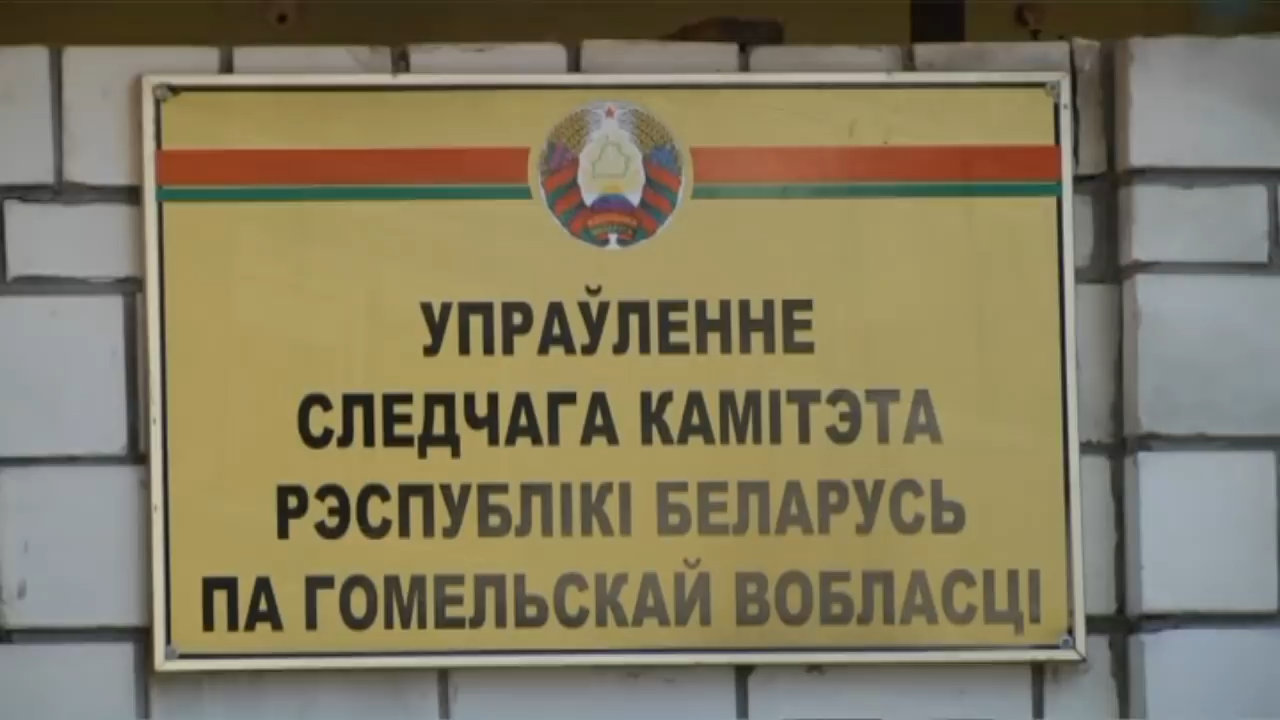 УПРАЎЛЕННЕ
СЛЕДЧАГА КАМІТЭТА
РЭСПУБЛІКІ БЕЛАРУСЬ
ПА ГОМЕЛЬСКАЙ ВОБЛАСЦІ